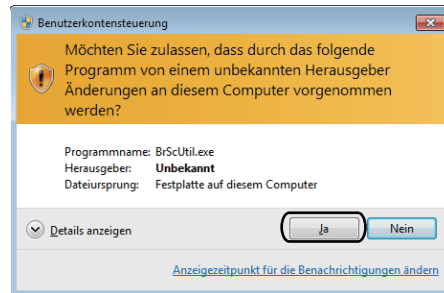 Benutzerkontensteuerung
Möchten Sie zulassen, dass durch das folgende
Programm von einem unbekannten Herausgeber
Änderungen an diesem Computer vorgenommen
werden?
Programmname: BrScUtil.exe
Herausgeber: Unbekannt
Dateiursprung: Festplatte auf diesem Computer
Details anzeigen
Ja
Nein
Anzeigezeitpunkt für die Benachrichtigungen ändern